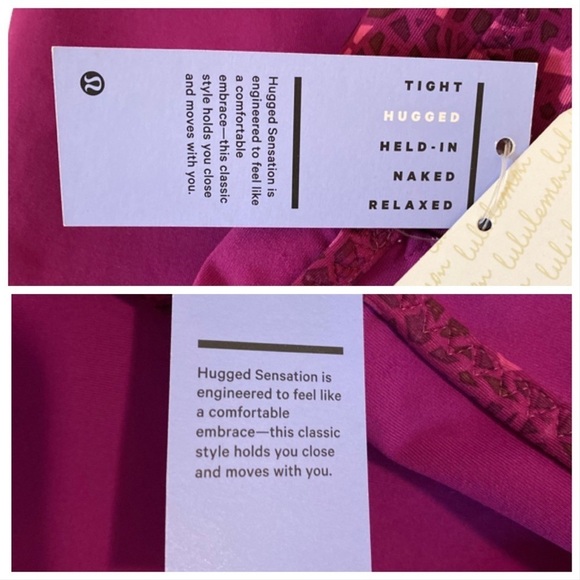 TIGHT
HUGGED
HELD-IN
NAKED
RELAXED
Hugged Sensation is
engineered to feel like
a comfortable
embrace—this classic
style holds you close
and moves with you.
lululemon
lululemon
Hugged Sensation is
engineered to feel like
a comfortable
embrace—this classic
style holds you close
and moves with you.